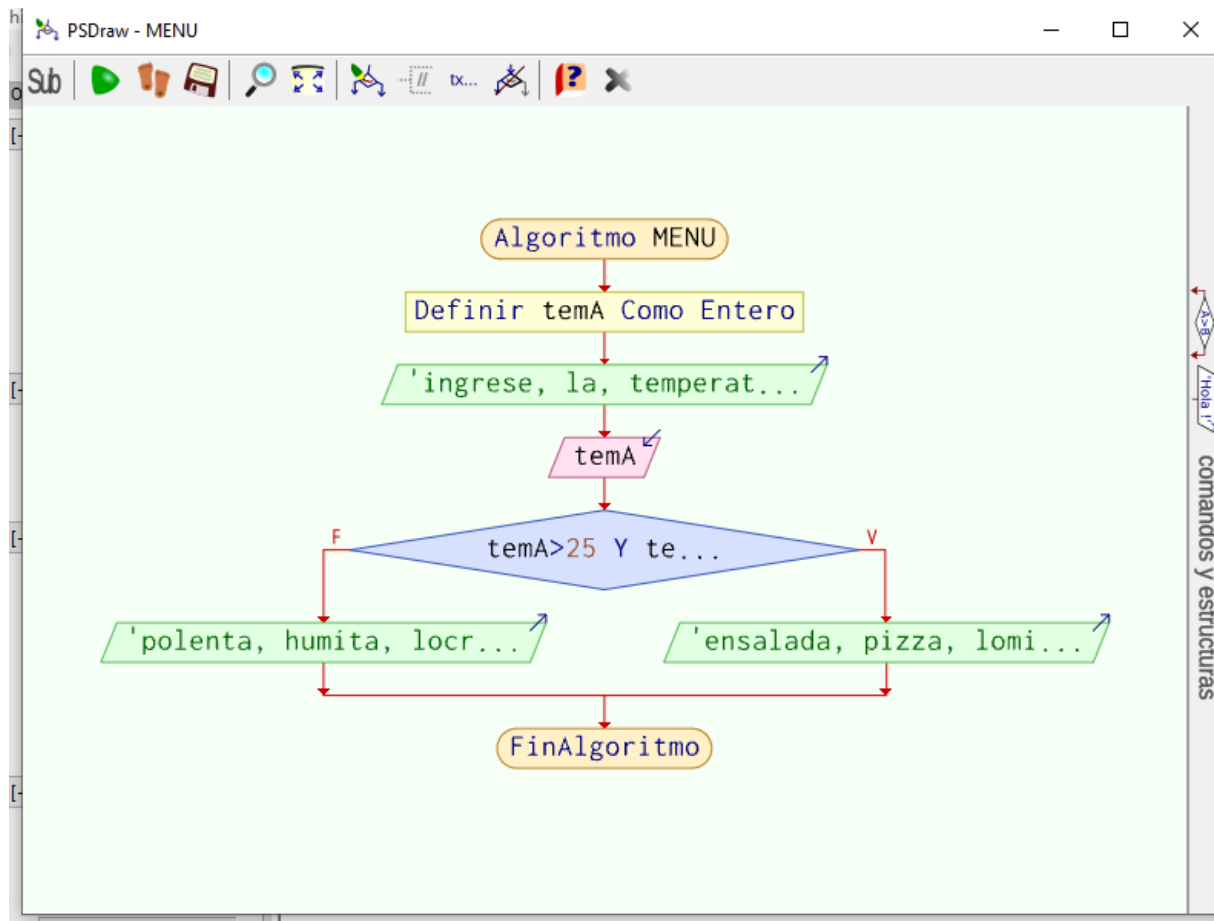 PSDraw - MENU
Sub
tx...
Algoritmo MENU
Definir temA Como Entero
'ingrese, la, temperat...
temA
temA>25 Y te...
F
V
'polenta, humita, locr...
'ensalada, pizza, lomi...
FinAlgoritmo
A>B
'Hola !'
comandos y estructuras